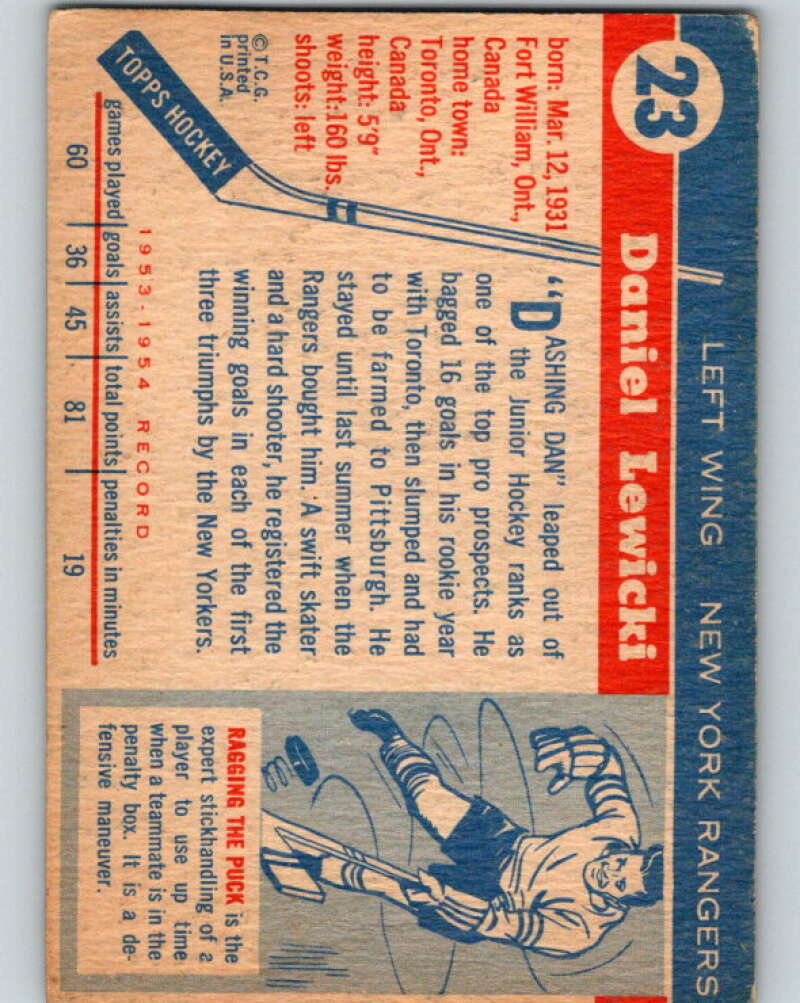 23
LEFT WING NEW YORK RANGERS
Daniel Lewicki
born: Mar. 12, 1931
Fort William, Ont.,
Canada
home town:
Toronto, Ont.,
Canada
height: 5'9"
weight:160 lbs.
shoots: left
© T.C.G.
printed
in U.S.A.
TOPPS HOCKEY
"DASHING DAN" leaped out of
the Junior Hockey ranks as
one of the top pro prospects. He
bagged 16 goals in his rookie year
with Toronto, then slumped and had
to be farmed to Pittsburgh. He
stayed until last summer when the
Rangers bought him. A swift skater
and a hard shooter, he registered the
winning goals in each of the first
three triumphs by the New Yorkers.
1953-1954 RECORD
games played goals assists total points penalties in minutes
60 36 45 81 19
RAGGING THE PUCK is the
expert stickhandling of a
player to use up time
when a teammate is in the
penalty box. It is a de-
fensive maneuver.